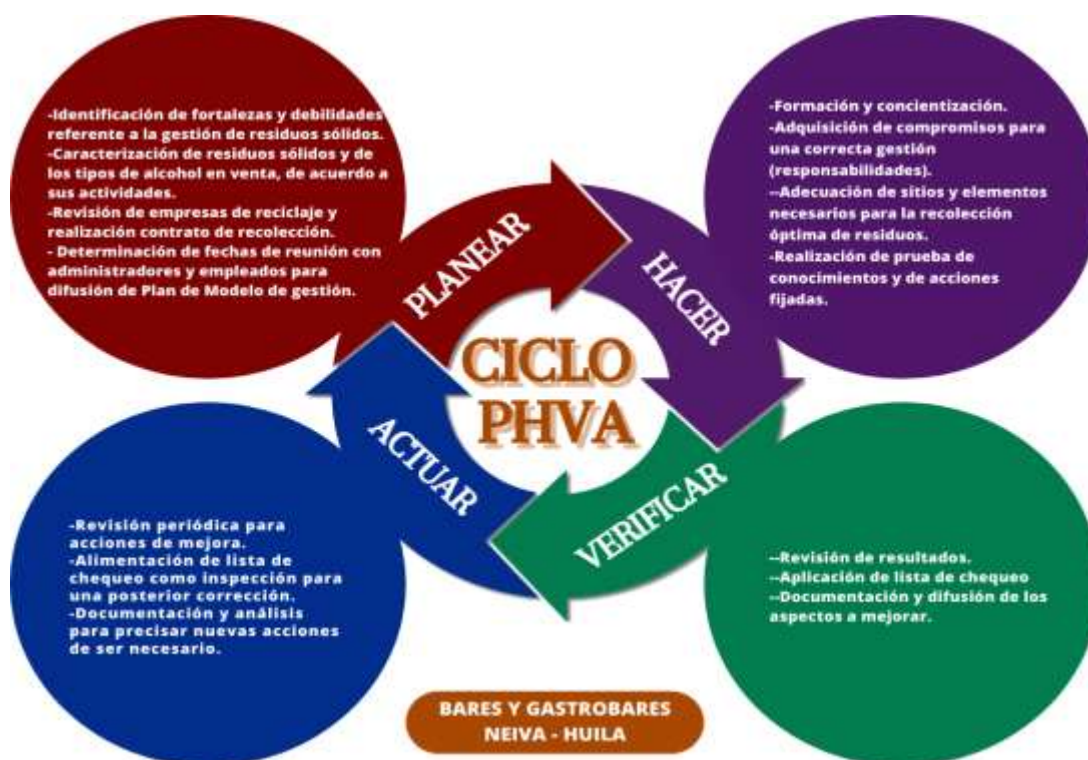 -Identificación de fortalezas y debilidades
referente a la gestión de residuos sólidos.
-Caracterización de residuos sólidos y de
los tipos de alcohol en venta, de acuerdo a
sus actividades.
-Revisión de empresas de reciclaje y
realización contrato de recolección.
- Determinación de fechas de reunión con
administradores y empleados para
difusión de Plan de Modelo de gestión.
PLANEAR
-Formación y concientización.
-Adquisición de compromisos para
una correcta gestión
(responsabilidades).
--Adecuación de sitios y elementos
necesarios para la recolección
óptima de residuos.
-Realización de prueba de
conocimientos y de acciones
fijadas.
HACER
CICLO
PHVA
ACTUAR
-Revisión periódica para
acciones de mejora.
-Alimentación de lista de
chequeo como inspección para
una posterior corrección.
-Documentación y análisis
para precisar nuevas acciones
de ser necesario.
VERIFICAR
--Revisión de resultados.
--Aplicación de lista de chequeo
--Documentación y difusión de los
aspectos a mejorar.
BARES Y GASTROBARES
NEIVA - HUILA